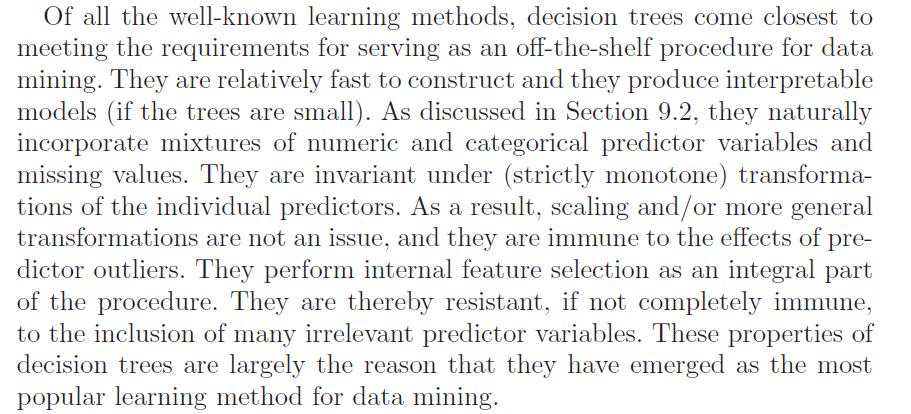 Of all the well-known learning methods, decision trees come closest to
meeting the requirements for serving as an off-the-shelf procedure for data
mining. They are relatively fast to construct and they produce interpretable
models (if the trees are small). As discussed in Section 9.2, they naturally
incorporate mixtures of numeric and categorical predictor variables and
missing values. They are invariant under (strictly monotone) transforma-
tions of the individual predictors. As a result, scaling and/or more general
transformations are not an issue, and they are immune to the effects of pre-
dictor outliers. They perform internal feature selection as an integral part
of the procedure. They are thereby resistant, if not completely immune,
to the inclusion of many irrelevant predictor variables. These properties of
decision trees are largely the reason that they have emerged as the most
popular learning method for data mining.